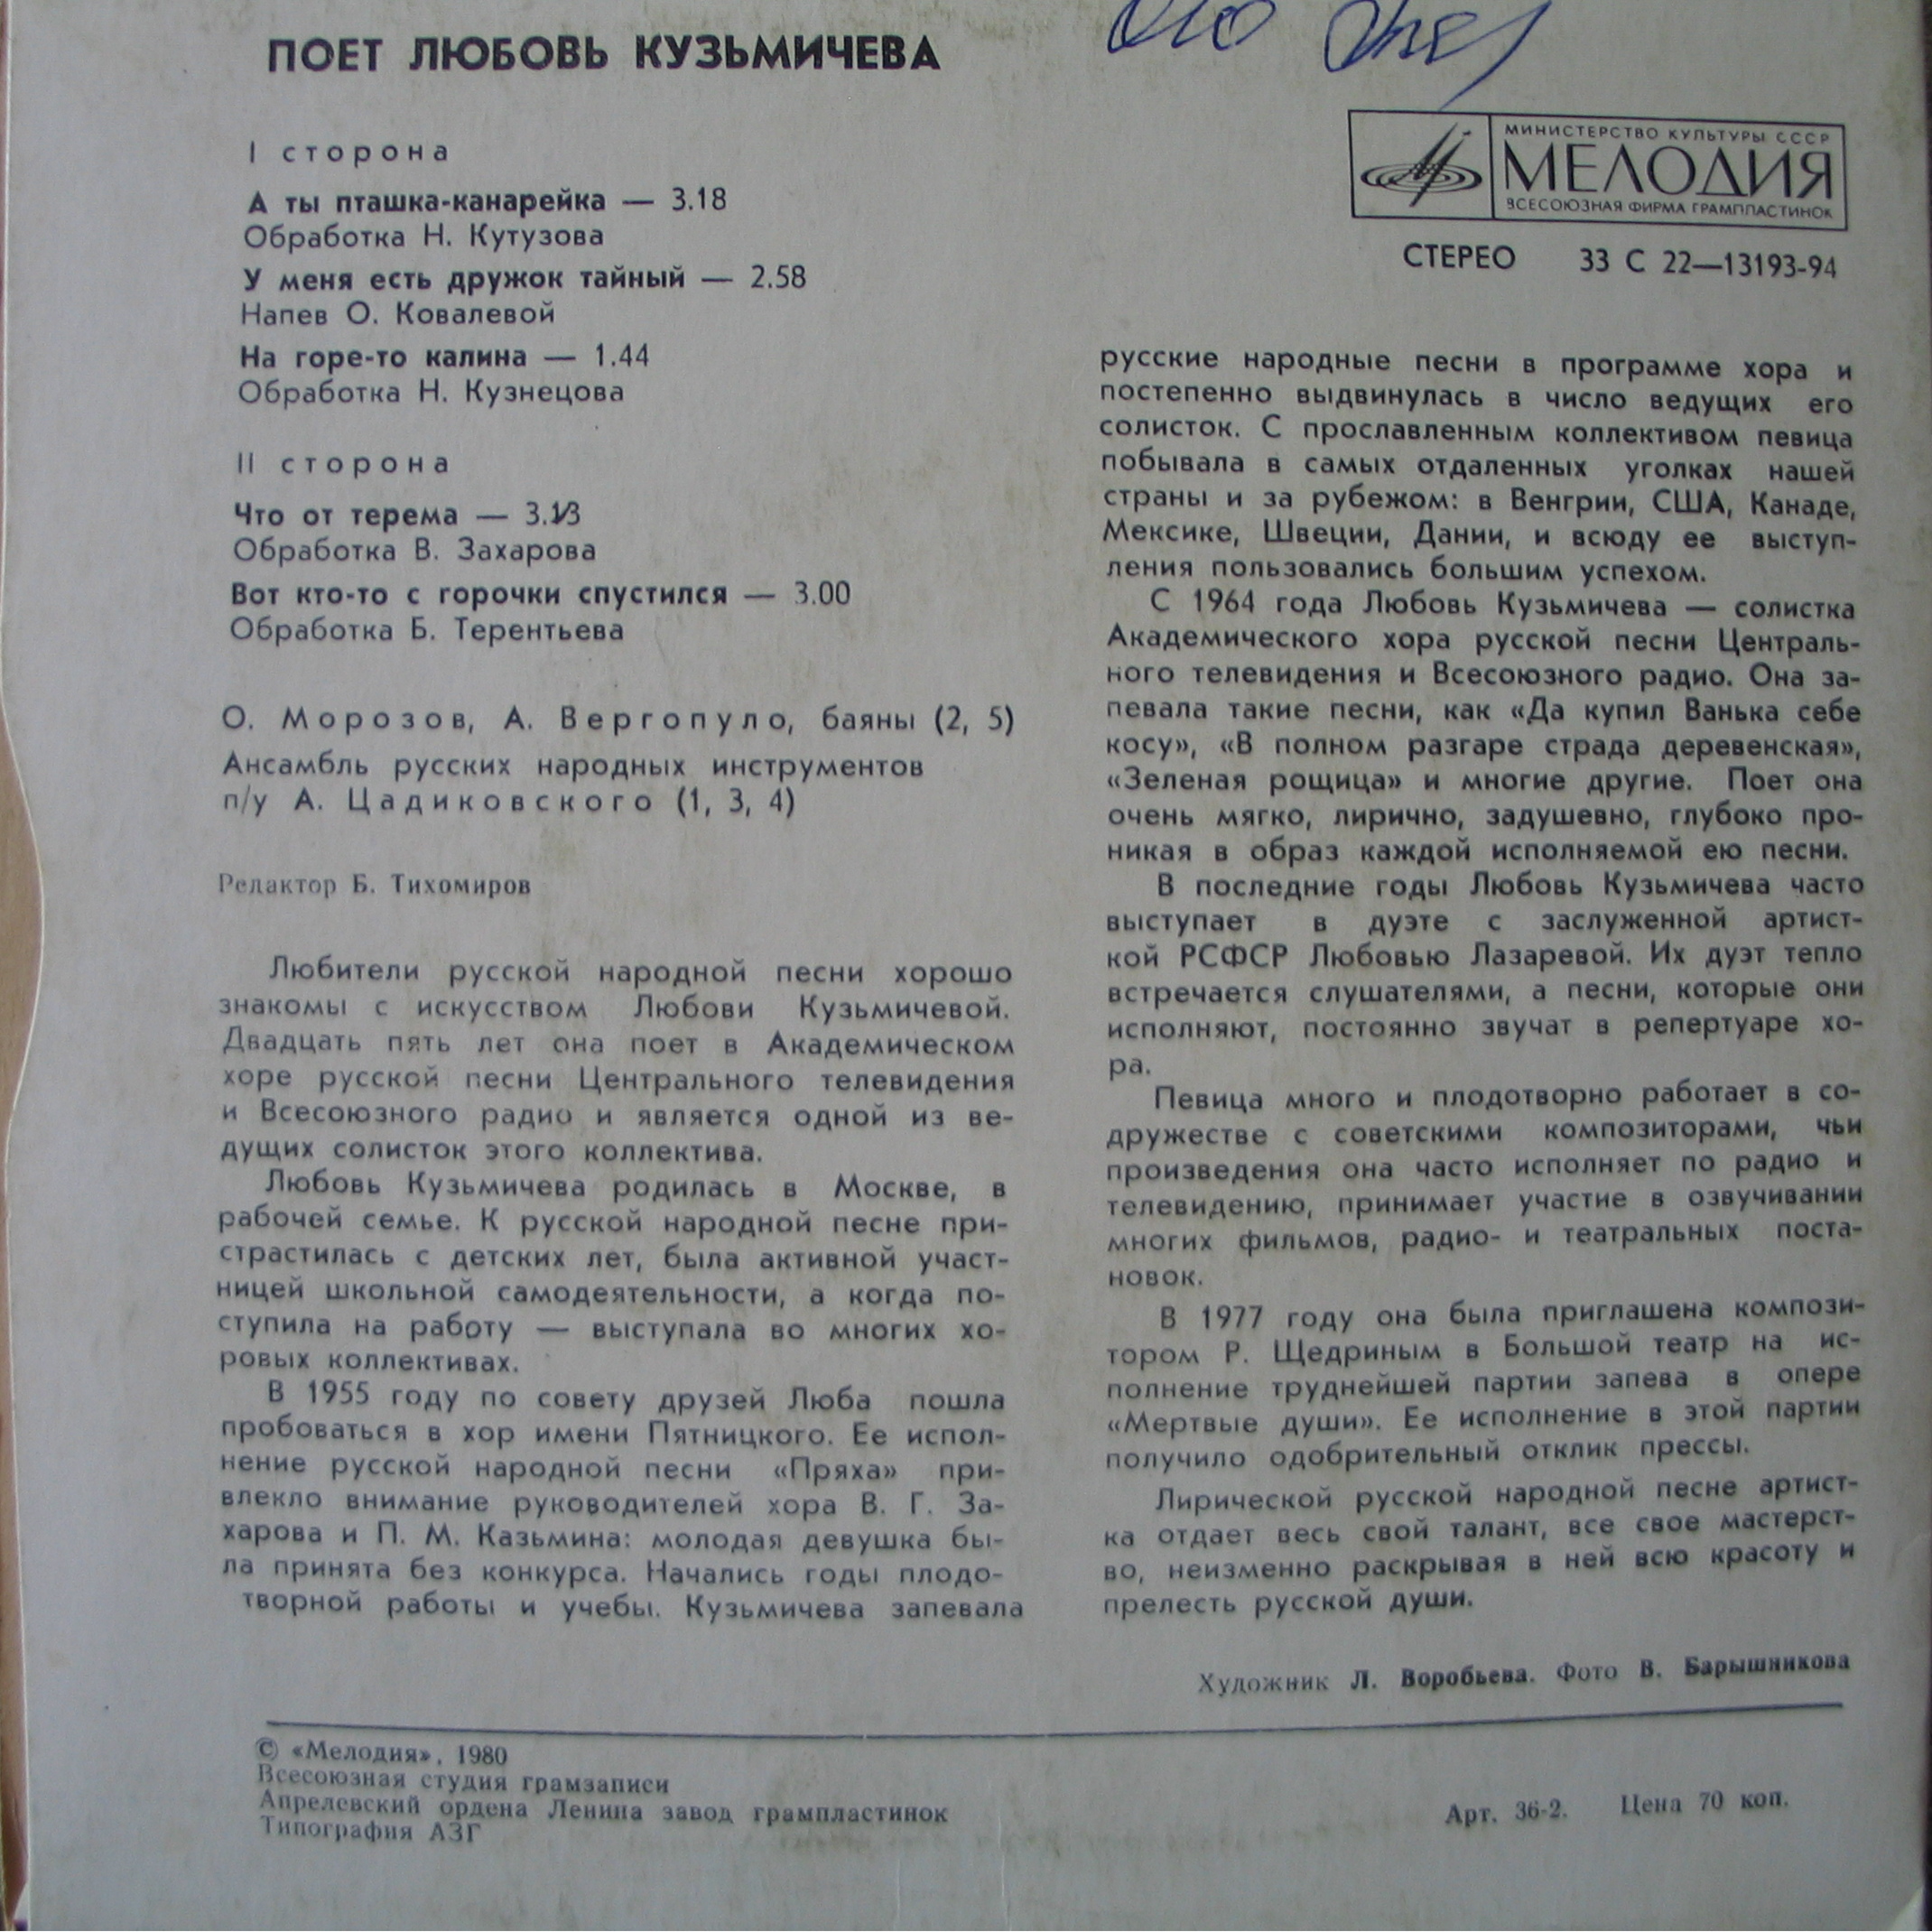 ПОЕТ ЛЮБОВЬ КУЗЬМИЧЕВА
I сторона
А ты пташка-канарейка — 3.18
Обработка Н. Кутузова
У меня есть дружок тайный — 2.58
Напев О. Ковалевой
На горе-то калина — 1.44
Обработка Н. Кузнецова
II сторона
Что от терема — 3.13
Обработка В. Захарова
Вот кто-то с горочки спустился — 3.00
Обработка Б. Терентьева
О. Морозов, А. Вергопуло, баяны (2, 5)
Ансамбль русских народных инструментов
п/у А. Цадиковского (1, 3, 4)
Редактор Б. Тихомиров
Любители русской народной песни хорошо
знакомы с искусством Любови Кузьмичевой.
Двадцать пять лет она поет в Академическом
хоре русской песни Центрального телевидения
и Всесоюзного радио и является одной из ве-
дущих солисток этого коллектива.
Любовь Кузьмичева родилась в Москве, в
рабочей семье. К русской народной песне при-
страстилась с детских лет, была активной участ-
ницей школьной самодеятельности, а когда по-
ступила на работу — выступала во многих хо-
ровых коллективах.
В 1955 году по совету друзей Люба пошла
пробоваться в хор имени Пятницкого. Ее испол-
нение русской народной песни «Пряха» при-
влекло внимание руководителей хора В. Г. За-
харова и П. М. Казьмина: молодая девушка бы-
ла принята без конкурса. Начались годы плодо-
творной работы и учебы. Кузьмичева запевала
МИНИСТЕРСТВО КУЛЬТУРЫ СССР
МЕЛОДИЯ
ВСЕСОЮЗНАЯ ФИРМА ГРАМПЛАСТИНОК
СТЕРЕО 33 С 22—13193-94
русские народные песни в программе хора и
постепенно выдвинулась в число ведущих его
солисток. С прославленным коллективом певица
побывала в самых отдаленных уголках нашей
страны и за рубежом: в Венгрии, США, Канаде,
Мексике, Швеции, Дании, и всюду ее выступ-
ления пользовались большим успехом.
С 1964 года Любовь Кузьмичева — солистка
Академического хора русской песни Централь-
ного телевидения и Всесоюзного радио. Она за-
певала такие песни, как «Да купил Ванька себе
косу», «В полном разгаре страда деревенская»,
«Зеленая рощица» и многие другие. Поет она
очень мягко, лирично, задушевно, глубоко про-
никая в образ каждой исполняемой ею песни.
В последние годы Любовь Кузьмичева часто
выступает в дуэте с заслуженной артист-
кой РСФСР Любовью Лазаревой. Их дуэт тепло
встречается слушателями, а песни, которые они
исполняют, постоянно звучат в репертуаре хо-
ра.
Певица много и плодотворно работает в со-
дружестве с советскими композиторами, чьи
произведения она часто исполняет по радио и
телевидению, принимает участие в озвучивании
многих фильмов, радио- и театральных поста-
новок.
В 1977 году она была приглашена компози-
тором Р. Щедриным в Большой театр на ис-
полнение труднейшей партии запева в опере
«Мертвые души». Ее исполнение в этой партии
получило одобрительный отклик прессы.
Лирической русской народной песне артист-
ка отдает весь свой талант, все свое мастерст-
во, неизменно раскрывая в ней всю красоту и
прелесть русской души.
Художник Л. Воробьева. Фото В. Барышникова
© «Мелодия», 1980
Всесоюзная студия грамзаписи
Апрелевский ордена Ленина завод грампластинок
Типография АЗГ
Арт. 36-2. Цена 70 коп.